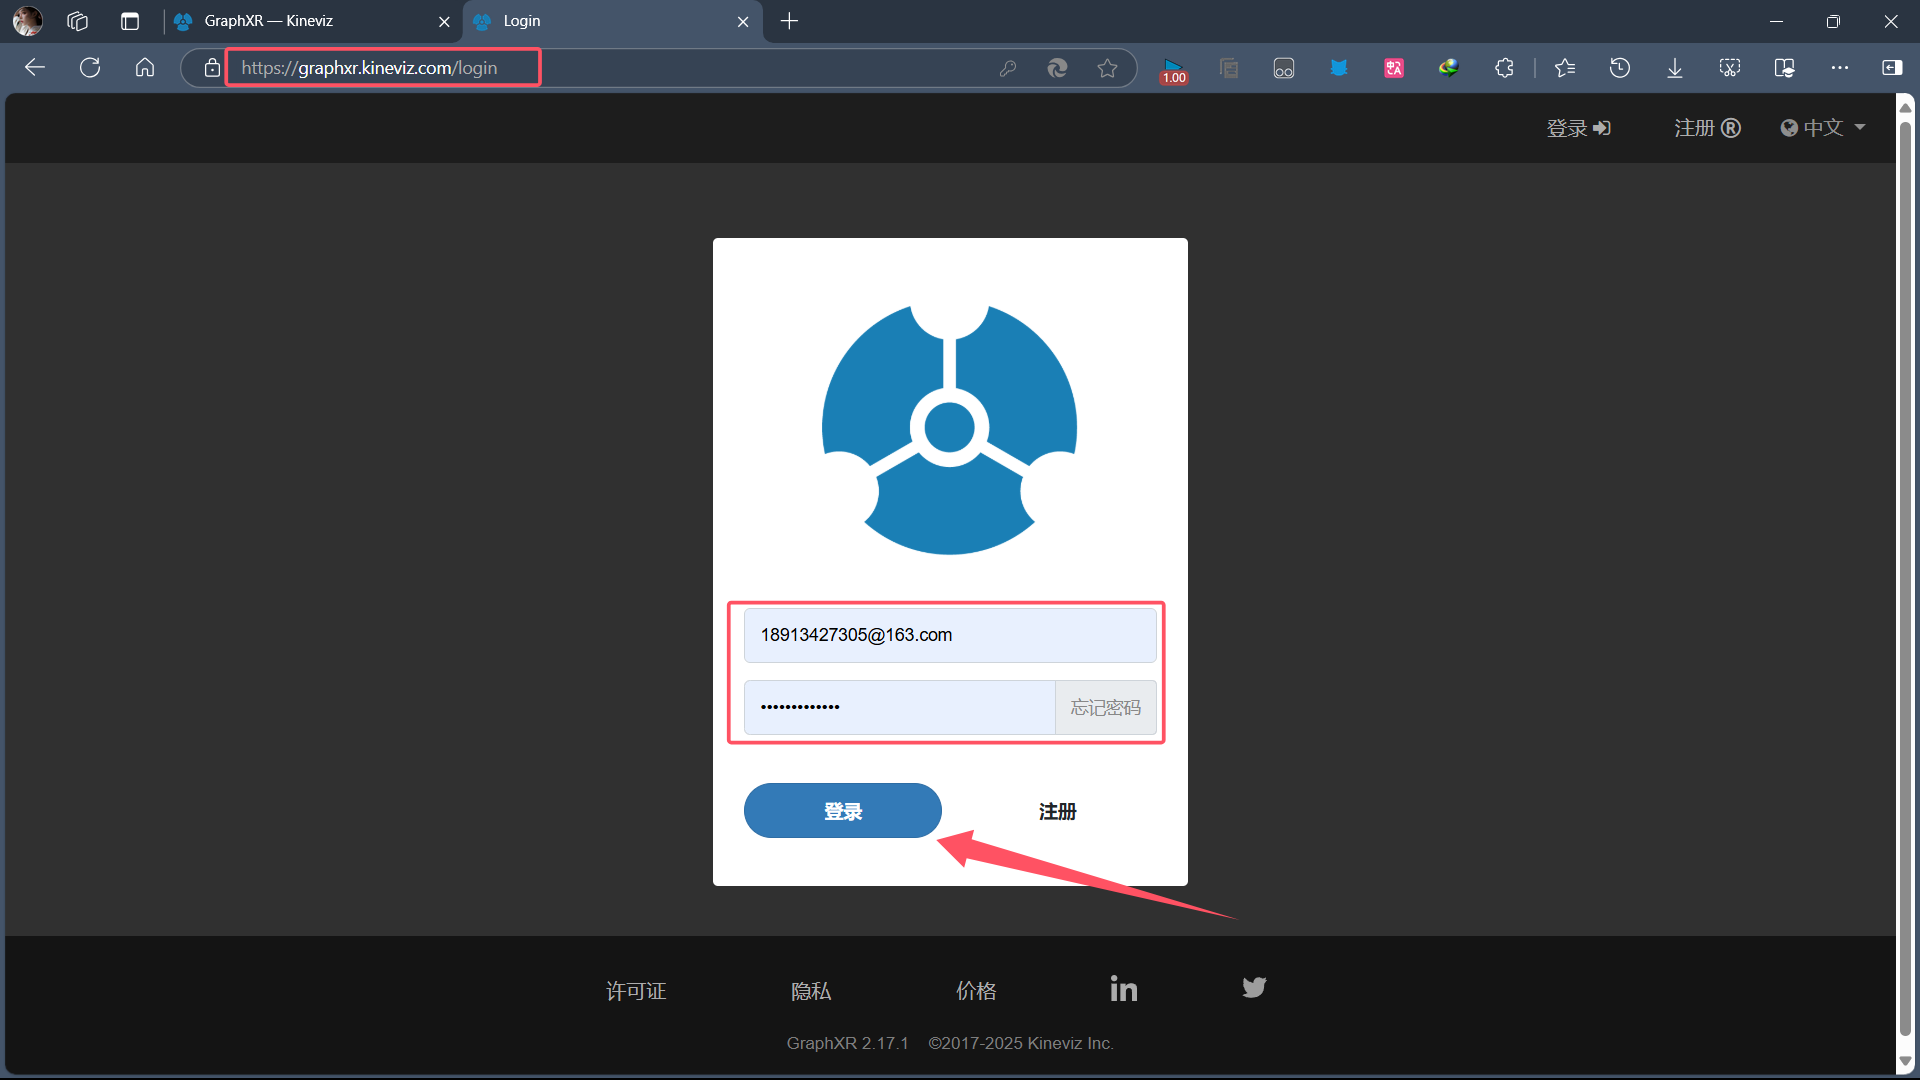 GraphXR — Kineviz
Login
https://graphxr.kineviz.com/login
1.00
登录
注册 ®
中文
18913427305@163.com
•••••••••••••
忘记密码
登录
注册
许可证
隐私
价格
in
GraphXR 2.17.1 ©2017-2025 Kineviz Inc.